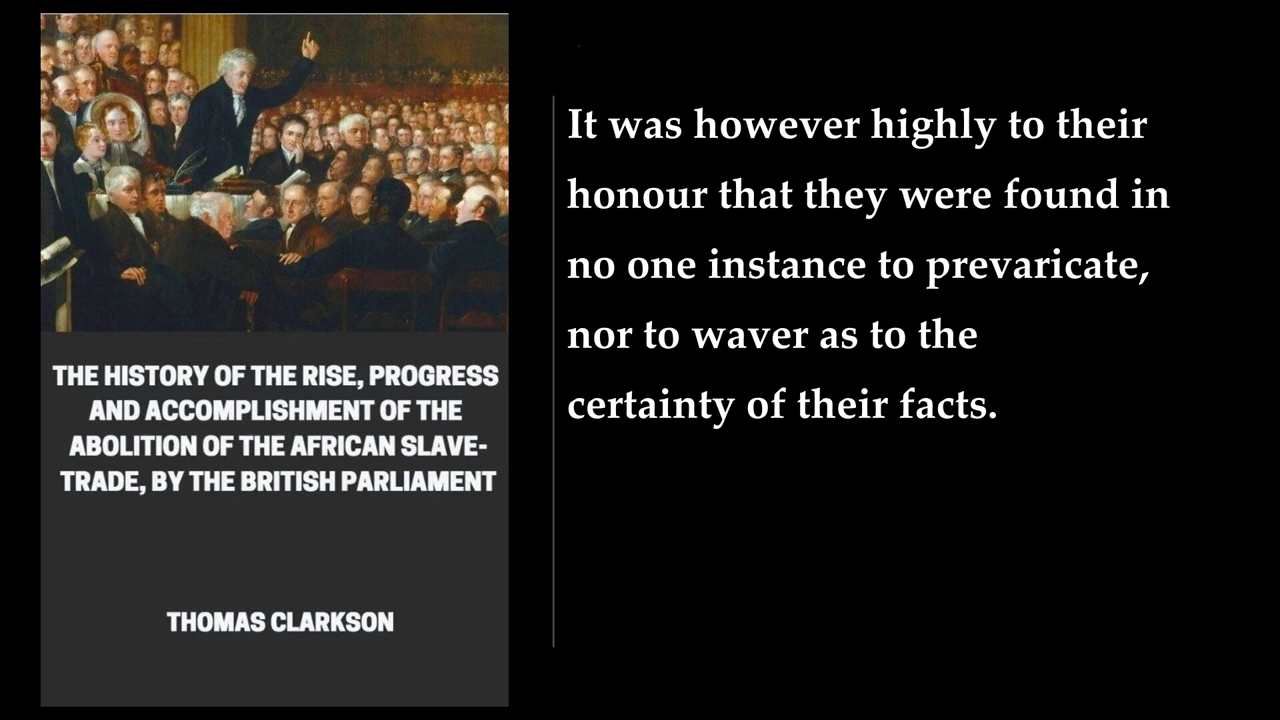 THE HISTORY OF THE RISE, PROGRESS
AND ACCOMPLISHMENT OF THE
ABOLITION OF THE AFRICAN SLAVE-
TRADE, BY THE BRITISH PARLIAMENT
THOMAS CLARKSON
It was however highly to their
honour that they were found in
no one instance to prevaricate,
nor to waver as to the
certainty of their facts.